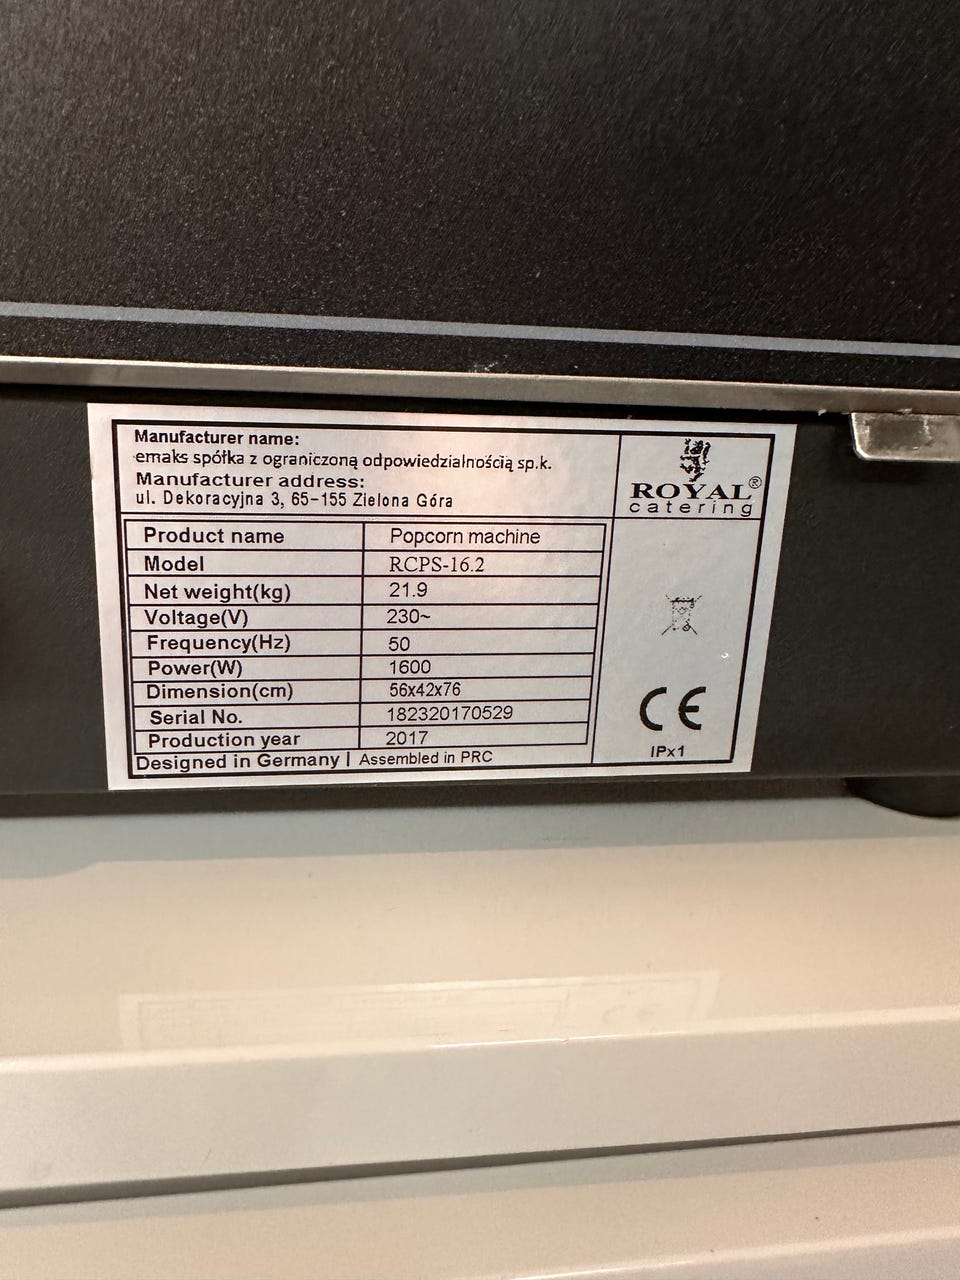 Manufacturer name:
emaks spółka z ograniczoną odpowiedzialnością sp.k.
Manufacturer address:
ul. Dekoracyjna 3, 65-155 Zielona Góra
ROYAL®
catering
Product name Popcorn machine
Model RCPS-16.2
Net weight(kg) 21.9
Voltage(V) 230~
Frequency(Hz) 50
Power(W) 1600
Dimension(cm) 56x42x76
Serial No. 182320170529
Production year 2017
Designed in Germany | Assembled in PRC
CE
IPx1